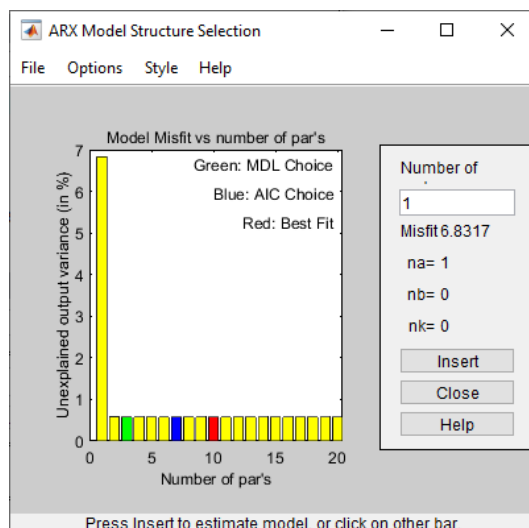 ARX Model Structure Selection
File Options Style Help
Model Misfit vs number of par's
Green: MDL Choice
Blue: AIC Choice
Red: Best Fit
Unexplained output variance (in %)
7
6
5
4
3
2
1
0
0 5 10 15 20
Number of par's
Number of
1
Misfit 6.8317
na= 1
nb= 0
nk= 0
Insert
Close
Help
Press Insert to estimate model, or click on other bar